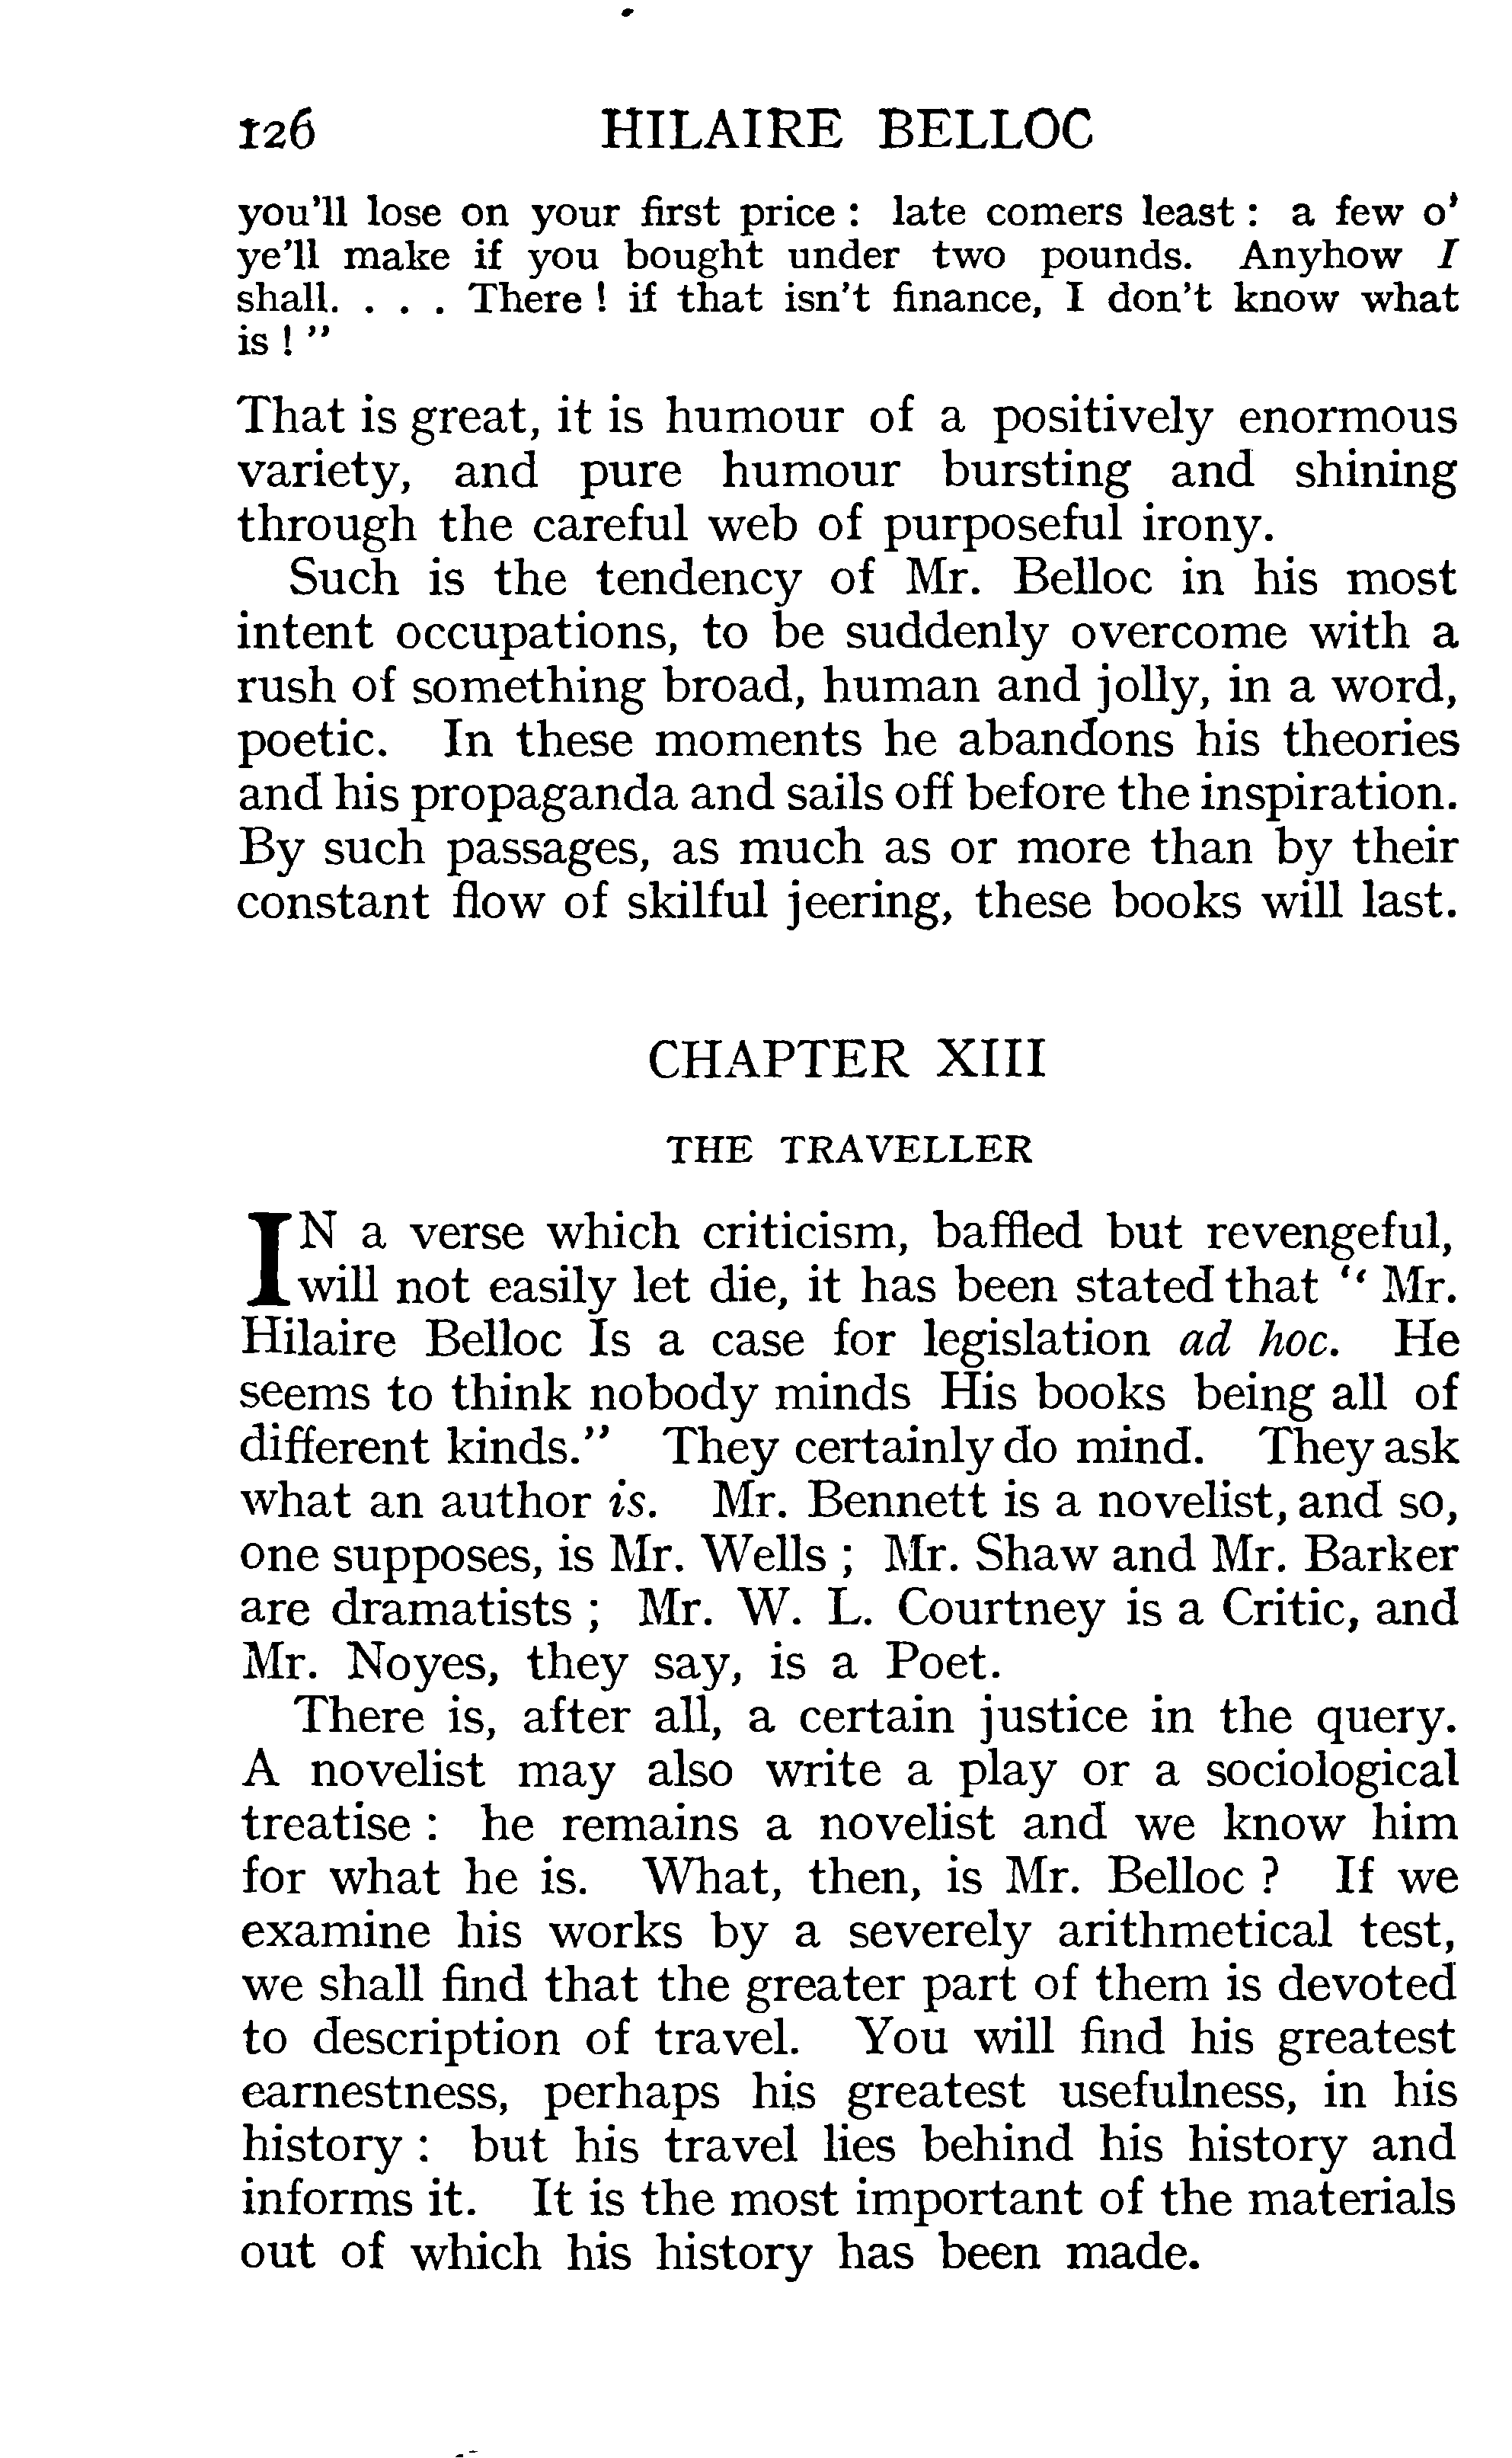 126 HILAIRE BELLOC
you'll lose on your first price : late comers least : a few o'
ye'll make if you bought under two pounds. Anyhow I
shall. . . . There ! if that isn't finance, I don't know what
is ! "
That is great, it is humour of a positively enormous
variety, and pure humour bursting and shining
through the careful web of purposeful irony.
Such is the tendency of Mr. Belloc in his most
intent occupations, to be suddenly overcome with a
rush of something broad, human and jolly, in a word,
poetic. In these moments he abandons his theories
and his propaganda and sails off before the inspiration.
By such passages, as much as or more than by their
constant flow of skilful jeering, these books will last.
CHAPTER XIII
THE TRAVELLER
IN a verse which criticism, baffled but revengeful,
will not easily let die, it has been stated that " Mr.
Hilaire Belloc Is a case for legislation ad hoc. He
seems to think nobody minds His books being all of
different kinds." They certainly do mind. They ask
what an author is. Mr. Bennett is a novelist, and so,
one supposes, is Mr. Wells ; Mr. Shaw and Mr. Barker
are dramatists ; Mr. W. L. Courtney is a Critic, and
Mr. Noyes, they say, is a Poet.
There is, after all, a certain justice in the query.
A novelist may also write a play or a sociological
treatise : he remains a novelist and we know him
for what he is. What, then, is Mr. Belloc ? If we
examine his works by a severely arithmetical test,
we shall find that the greater part of them is devoted
to description of travel. You will find his greatest
earnestness, perhaps his greatest usefulness, in his
history : but his travel lies behind his history and
informs it. It is the most important of the materials
out of which his history has been made.